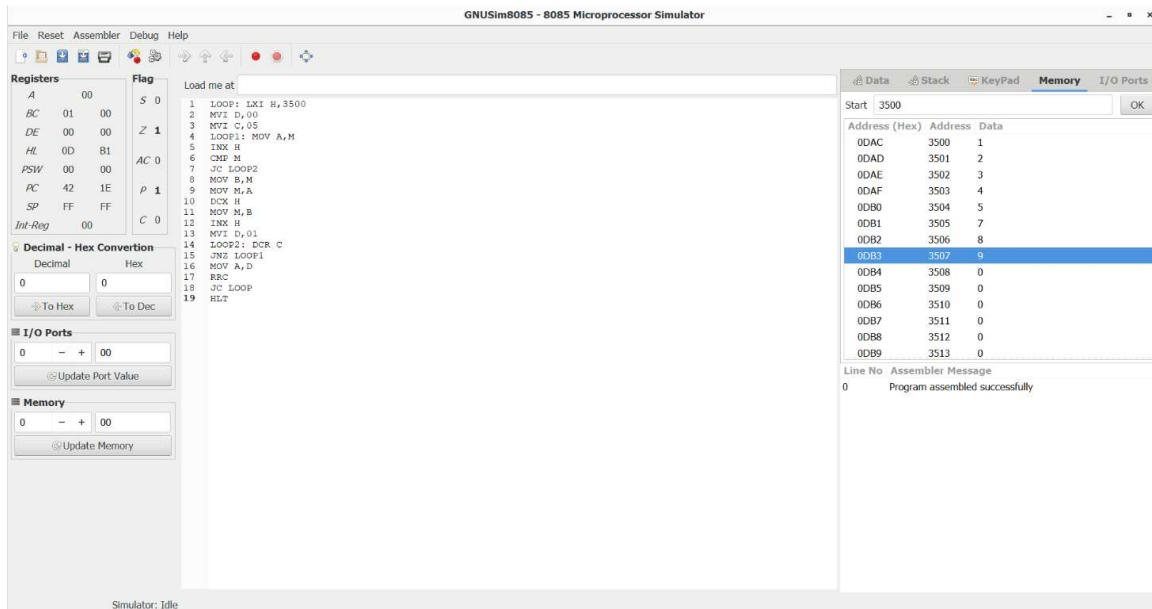 GNUSim8085 - 8085 Microprocessor Simulator
File Reset Assembler Debug Help
Registers
A 00
BC 01 00
DE 00 00
HL 0D B1
PSW 00 00
PC 42 1E
SP FF FF
Int-Reg 00
Flag
S 0
Z 1
AC 0
P 1
C 0
Decimal - Hex Convertion
Decimal Hex
0 0
To Hex To Dec
I/O Ports
0 - + 00
Update Port Value
Memory
0 - + 00
Update Memory
Load me at
1 LOOP: LXI H,3500
2 MVI D,00
3 MVI C,05
4 LOOP1: MOV A,M
5 INX H
6 CMP M
7 JC LOOP2
8 MOV B,M
9 MOV M,A
10 DCX H
11 MOV M,B
12 INX H
13 MVI D,01
14 LOOP2: DCR C
15 JNZ LOOP1
16 MOV A,D
17 RRC
18 JC LOOP
19 HLT
Data Stack KeyPad Memory I/O Ports
Start 3500 OK
Address (Hex) Address Data
0DAC 3500 1
0DAD 3501 2
0DAE 3502 3
0DAF 3503 4
0DB0 3504 5
0DB1 3505 7
0DB2 3506 8
0DB3 3507 9
0DB4 3508 0
0DB5 3509 0
0DB6 3510 0
0DB7 3511 0
0DB8 3512 0
0DB9 3513 0
Line No Assembler Message
0 Program assembled successfully
Simulator: Idle